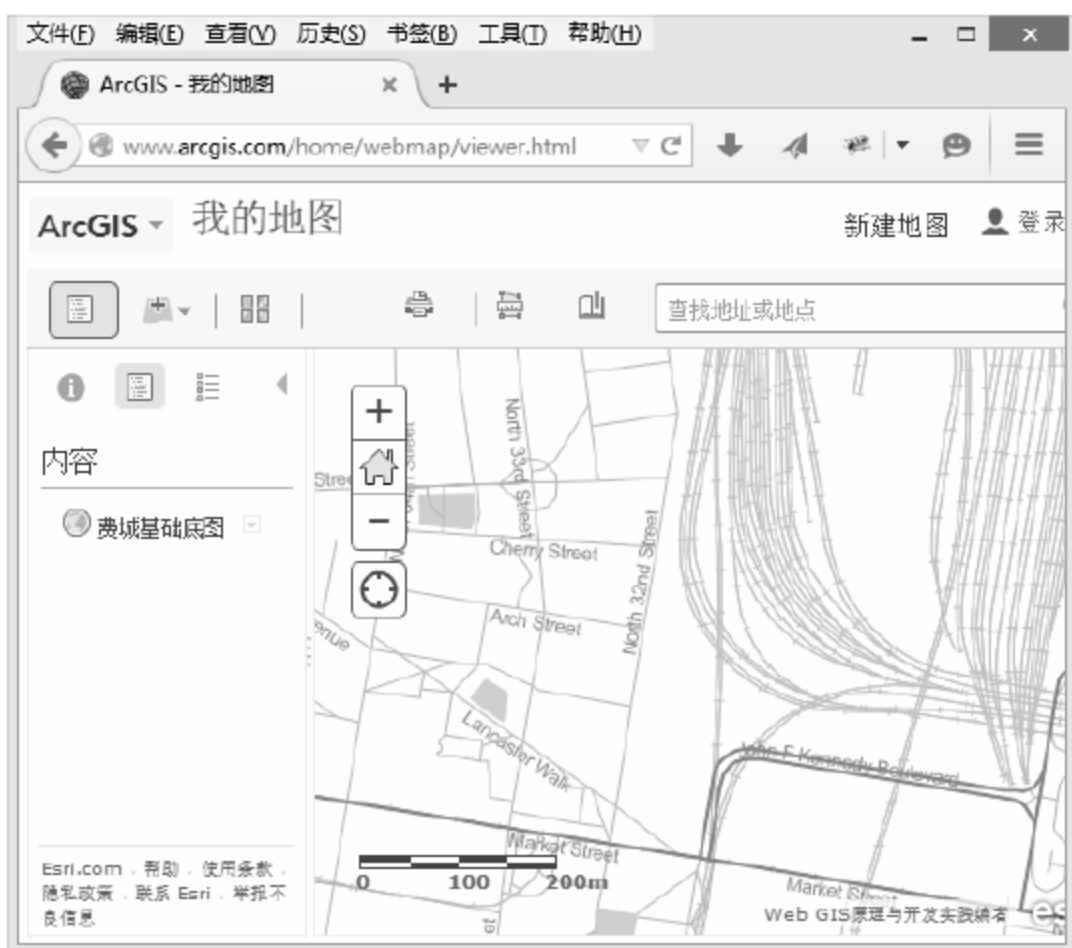 文件(F) 编辑(E) 查看(V) 历史(S) 书签(B) 工具(T) 帮助(H)
ArcGIS - 我的地图
www.arcgis.com/home/webmap/viewer.html
ArcGIS 我的地图
新建地图 登录
查找地址或地点
内容
费城基础底图
North 33rd Street
Street
Cherry Street
North 32nd Street
Arch Street
Lancaster Walk
John F Kennedy Boulevard
Market Street
Market Street
0 100 200m
Esri.com . 帮助 . 使用条款 .
隐私政策 . 联系 Esri . 举报不
良信息
Web GIS原理与开发实践编者
es